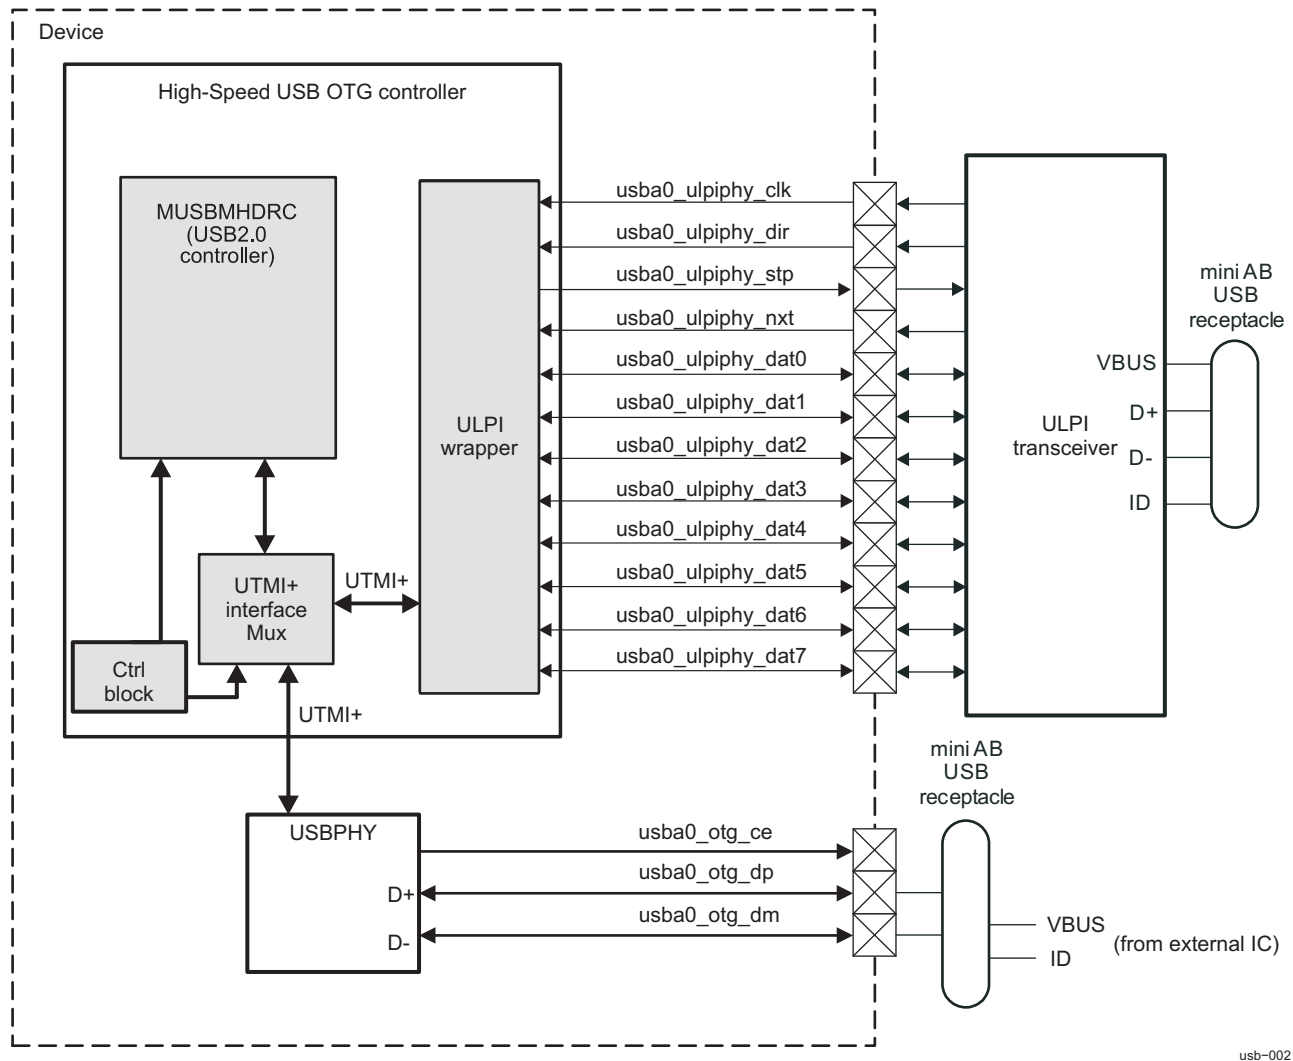 Device
High-Speed USB OTG controller
MUSBMHDRC
(USB2.0
controller)
ULPI
wrapper
UTMI+
interface
Mux
UTMI+
Ctrl
block
UTMI+
usba0_ulpiphy_clk
usba0_ulpiphy_dir
usba0_ulpiphy_stp
usba0_ulpiphy_nxt
usba0_ulpiphy_dat0
usba0_ulpiphy_dat1
usba0_ulpiphy_dat2
usba0_ulpiphy_dat3
usba0_ulpiphy_dat4
usba0_ulpiphy_dat5
usba0_ulpiphy_dat6
usba0_ulpiphy_dat7
ULPI
transceiver
VBUS
D+
D-
ID
mini AB
USB
receptacle
USBPHY
D+
D-
usba0_otg_ce
usba0_otg_dp
usba0_otg_dm
mini AB
USB
receptacle
VBUS
ID
(from external IC)
usb−002